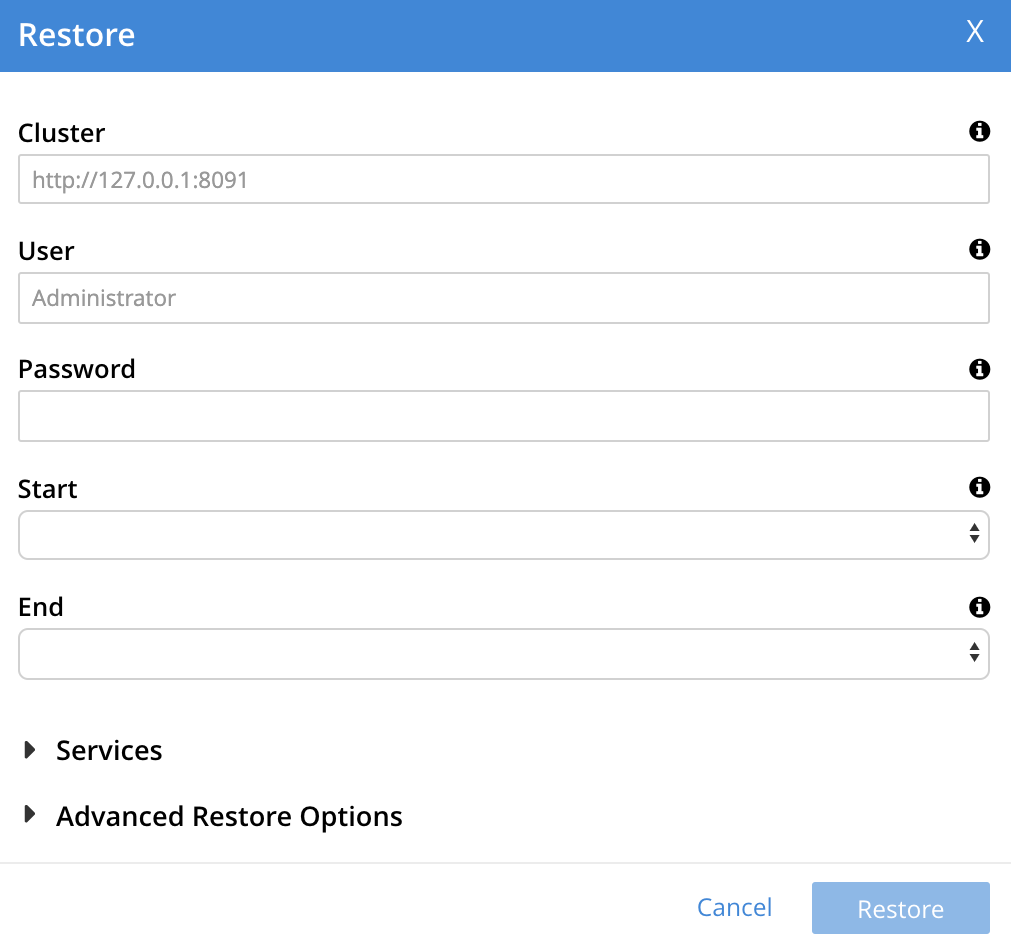 Restore X
Cluster
http://127.0.0.1:8091
User
Administrator
Password
Start
End
Services
Advanced Restore Options
Cancel Restore